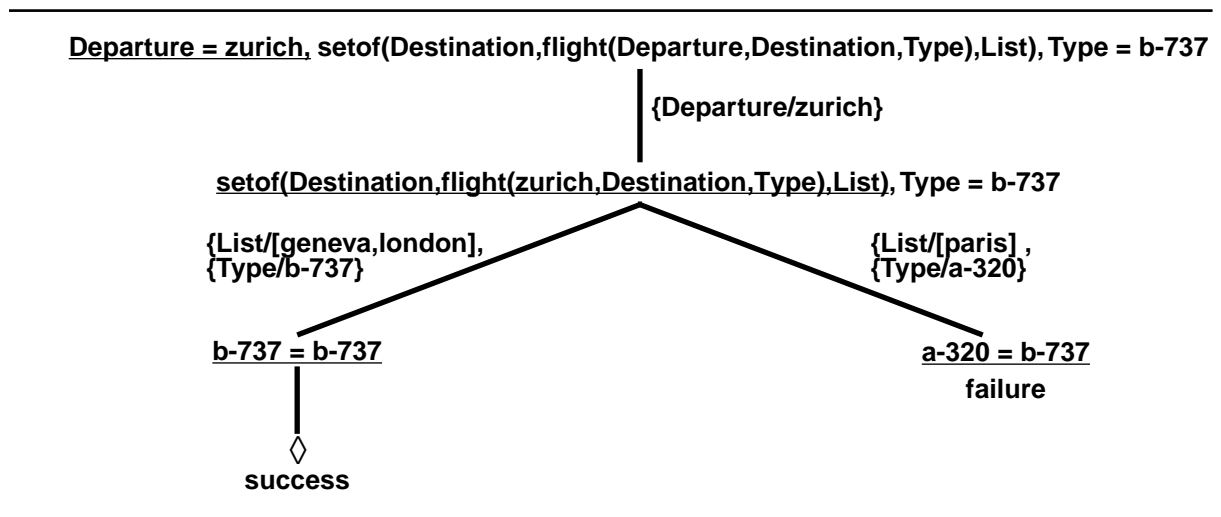 Departure = zurich, setof(Destination,flight(Departure,Destination,Type),List), Type = b-737
{Departure/zurich}
setof(Destination,flight(zurich,Destination,Type),List), Type = b-737
{List/[geneva,london],
{Type/b-737}
{List/[paris] ,
{Type/a-320}
b-737 = b-737
a-320 = b-737
failure
◊
success